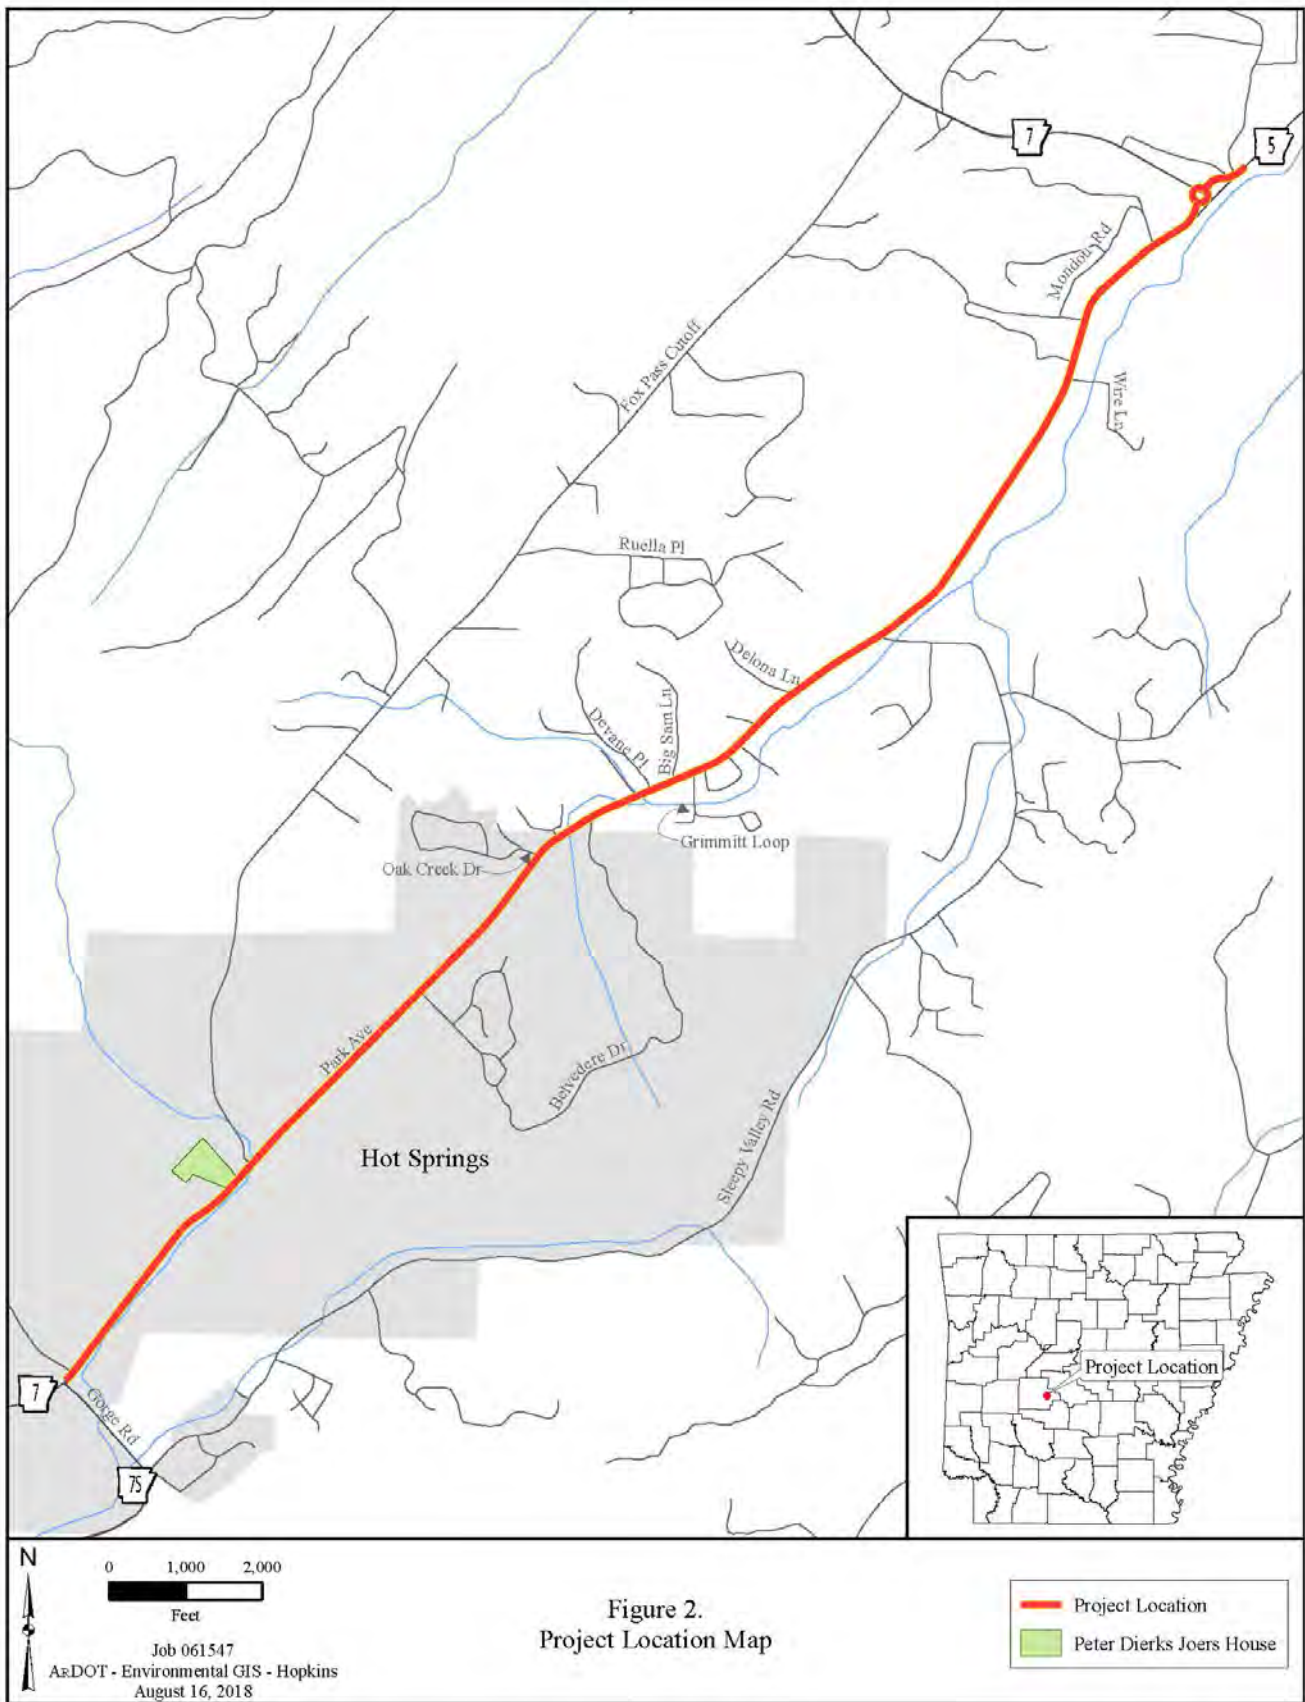 7
5
Mondou Rd
Fox Pass Cutoff
Wire Ln
Ruella Pl
Delona Ln
Big Sam Ln
Devane Pl
Grimmitt Loop
Oak Creek Dr
Park Ave
Belvedere Dr
Hot Springs
Sleepy Valley Rd
Project Location
7
Gorge Rd
7S
N
0 1,000 2,000
Feet
Job 061547
ARDOT - Environmental GIS - Hopkins
August 16, 2018
Figure 2.
Project Location Map
Project Location
Peter Dierks Joers House